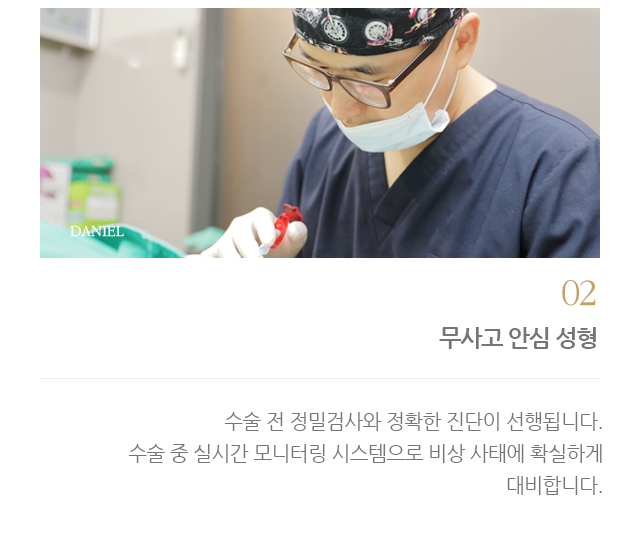 DANIEL
02
무사고 안심 성형
수술 전 정밀검사와 정확한 진단이 선행됩니다.
수술 중 실시간 모니터링 시스템으로 비상 사태에 확실하게
대비합니다.